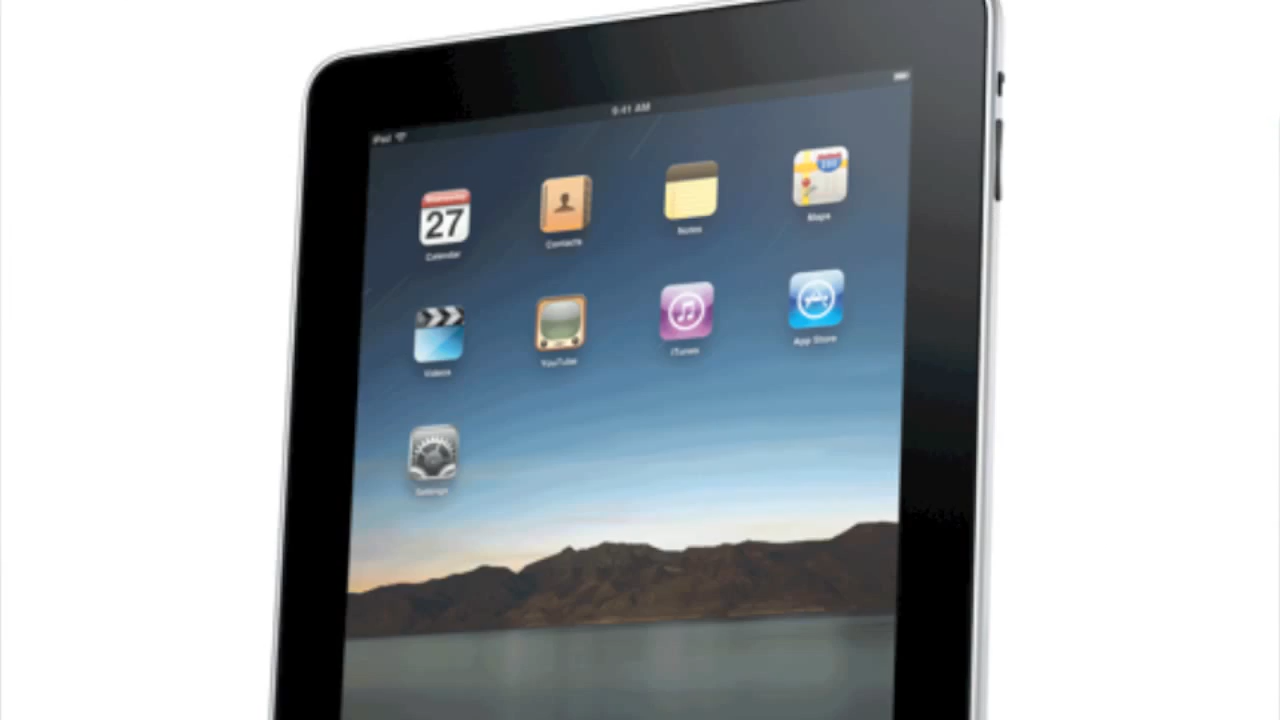 iPad
9:41 AM
Wednesday
27
Calendar
Contacts
Notes
Maps
Videos
YouTube
iTunes
App Store
Settings